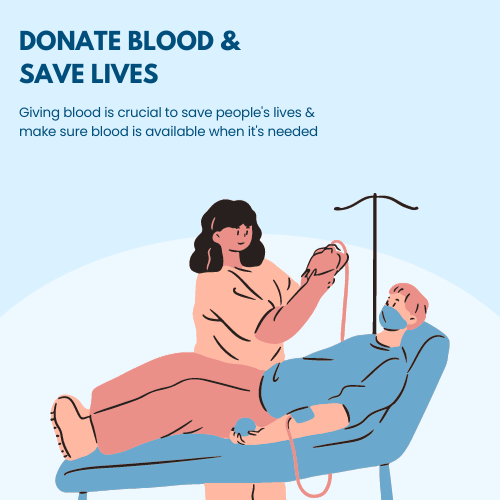 DONATE BLOOD &
SAVE LIVES
Giving blood is crucial to save people's lives &
make sure blood is available when it's needed